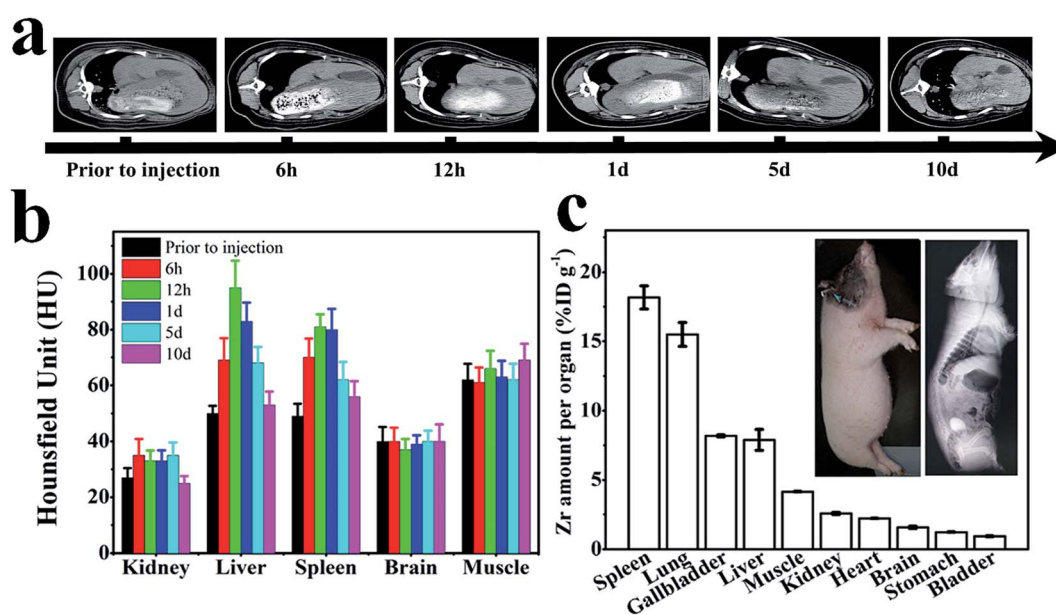 a
Prior to injection 6h 12h 1d 5d 10d
b
Hounsfield Unit (HU)
100
80
60
40
20
0
Prior to injection
6h
12h
1d
5d
10d
Kidney Liver Spleen Brain Muscle
c
Zr amount per organ (%ID g⁻¹)
20
15
10
5
0
Spleen Lung Gallbladder Liver Muscle Kidney Heart Brain Stomach Bladder